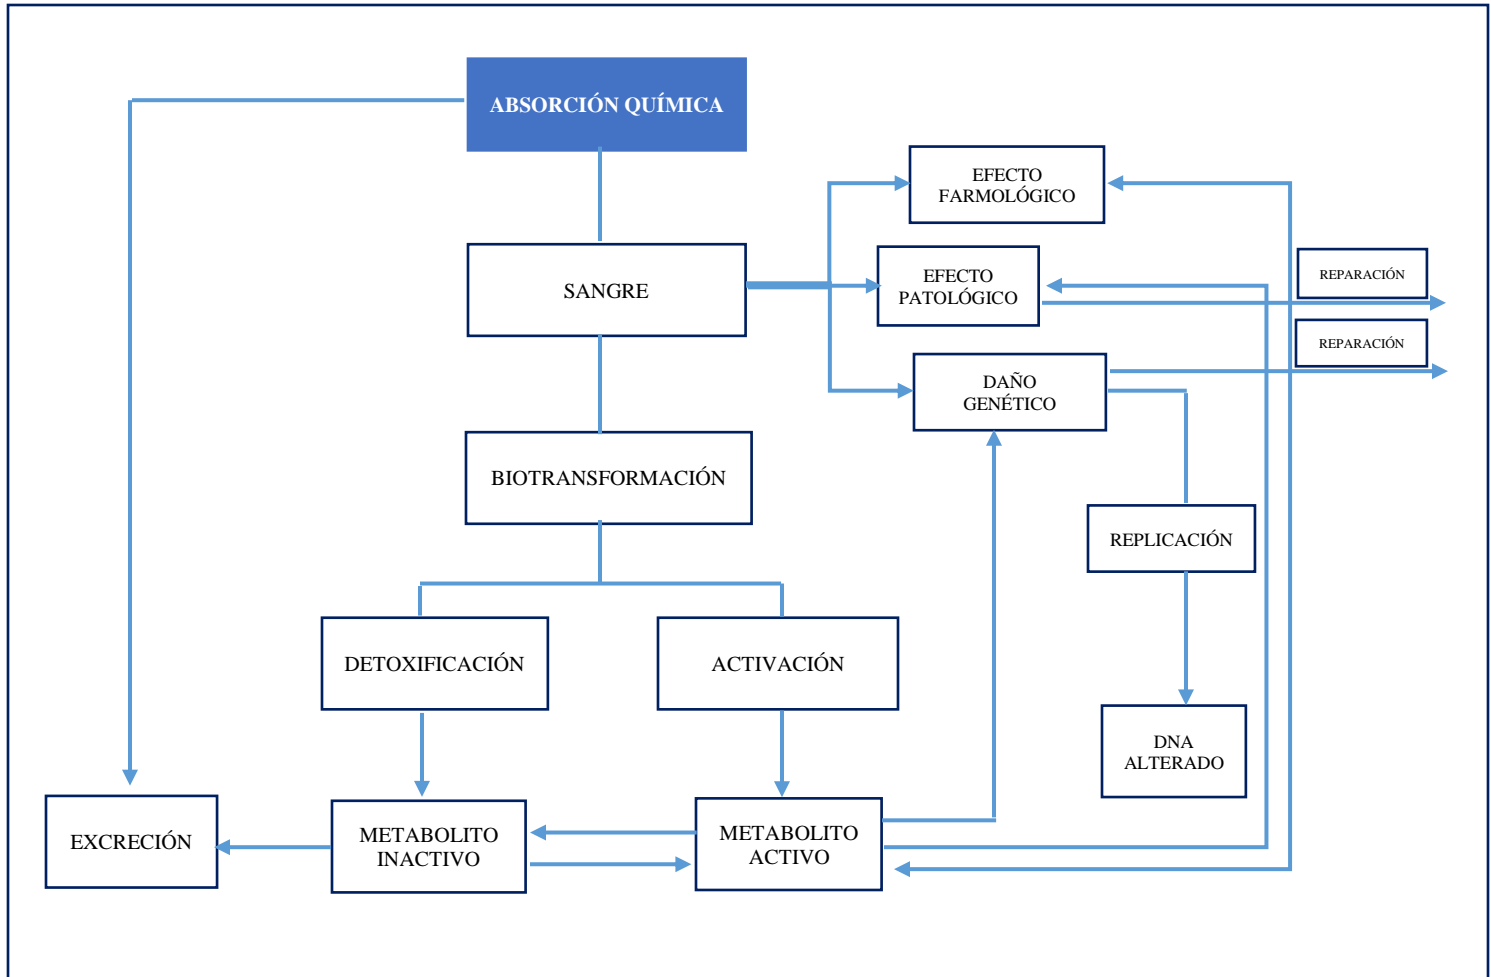 ABSORCIÓN QUÍMICA
EFECTO
FARMOLÓGICO
SANGRE
EFECTO
PATOLÓGICO
REPARACIÓN
REPARACIÓN
DAÑO
GENÉTICO
BIOTRANSFORMACIÓN
REPLICACIÓN
DETOXIFICACIÓN
ACTIVACIÓN
DNA
ALTERADO
EXCRECIÓN
METABOLITO
INACTIVO
METABOLITO
ACTIVO